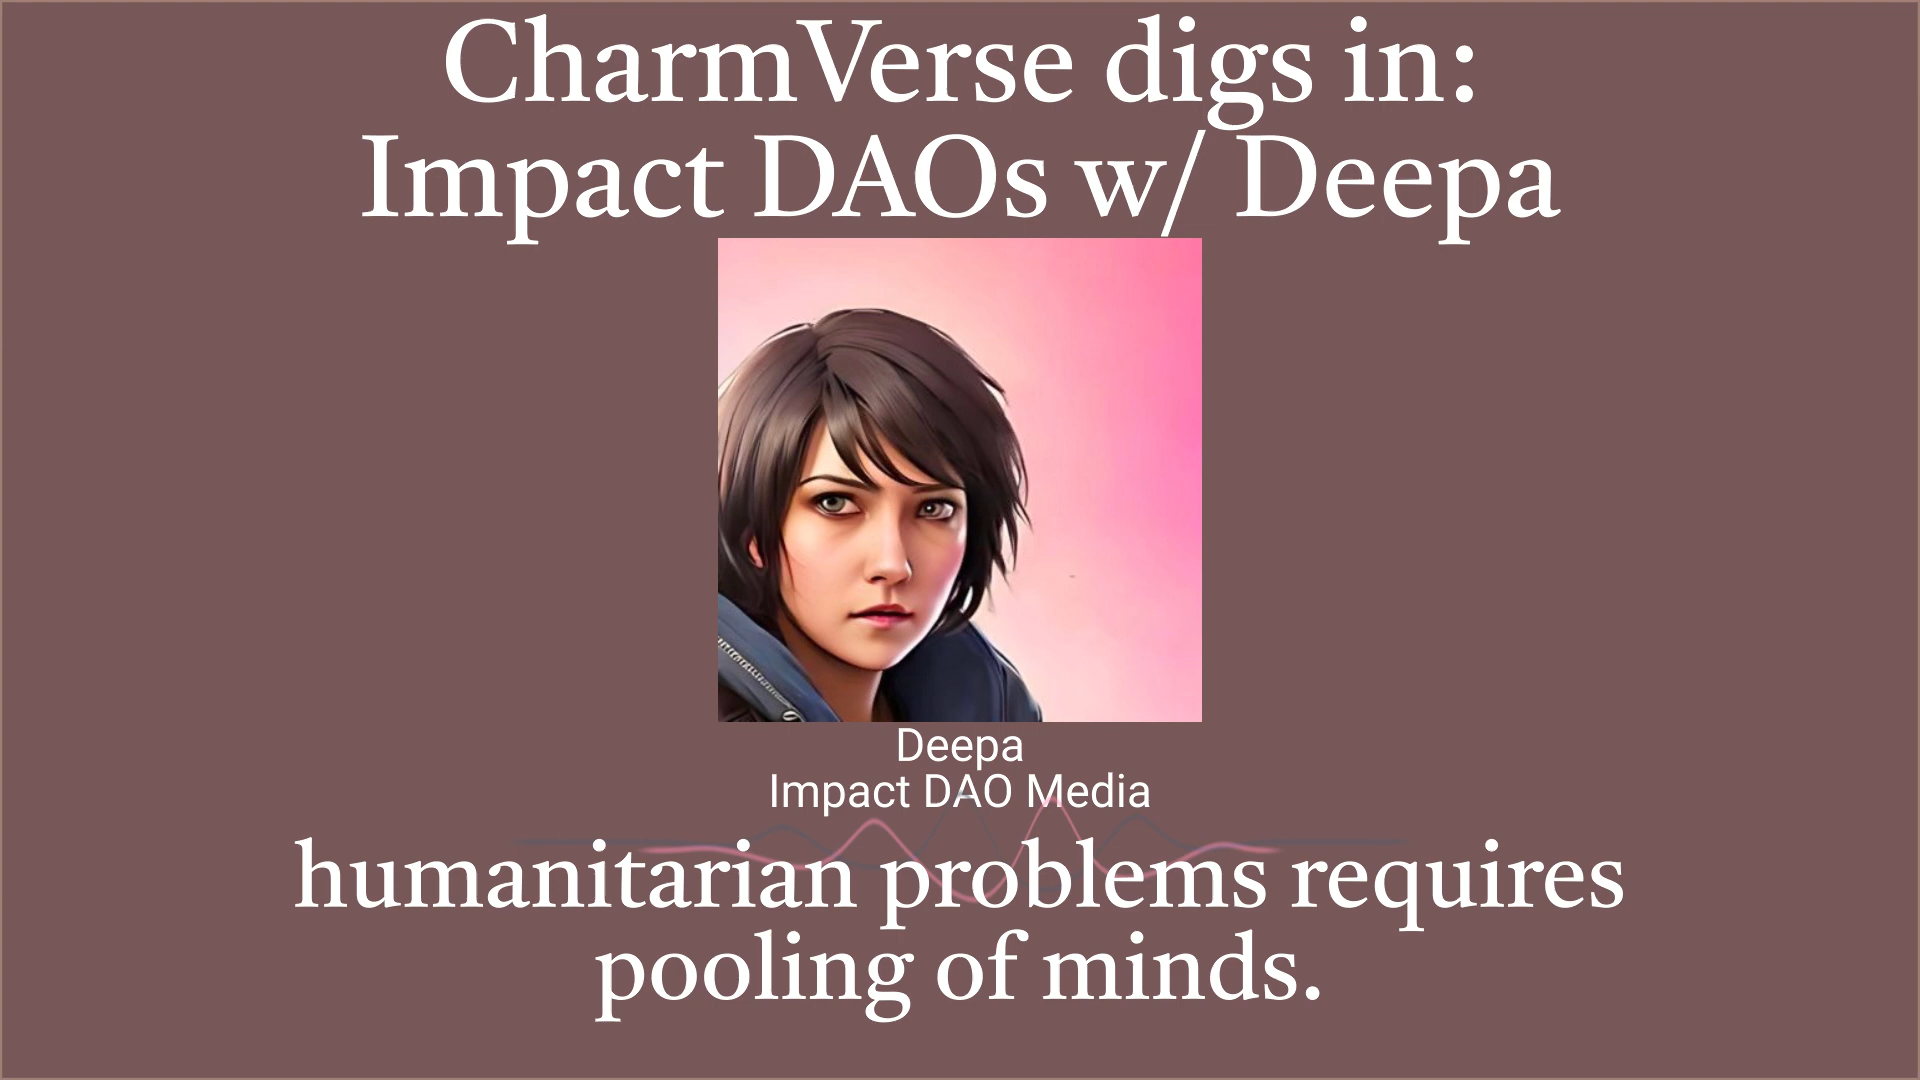 CharmVerse digs in:
Impact DAOs w/ Deepa
Deepa
Impact DAO Media
humanitarian problems requires
pooling of minds.